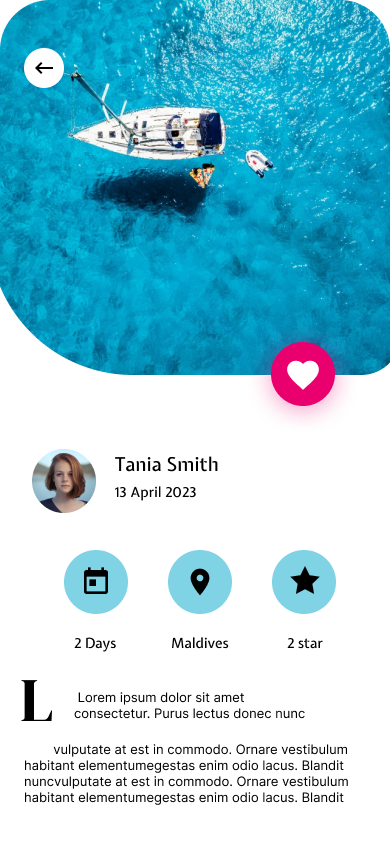 Tania Smith
13 April 2023
2 Days
Maldives
2 star
L
Lorem ipsum dolor sit amet
consectetur. Purus lectus donec nunc
vulputate at est in commodo. Ornare vestibulum
habitant elementumegestas enim odio lacus. Blandit
nuncvulputate at est in commodo. Ornare vestibulum
habitant elementumegestas enim odio lacus. Blandit